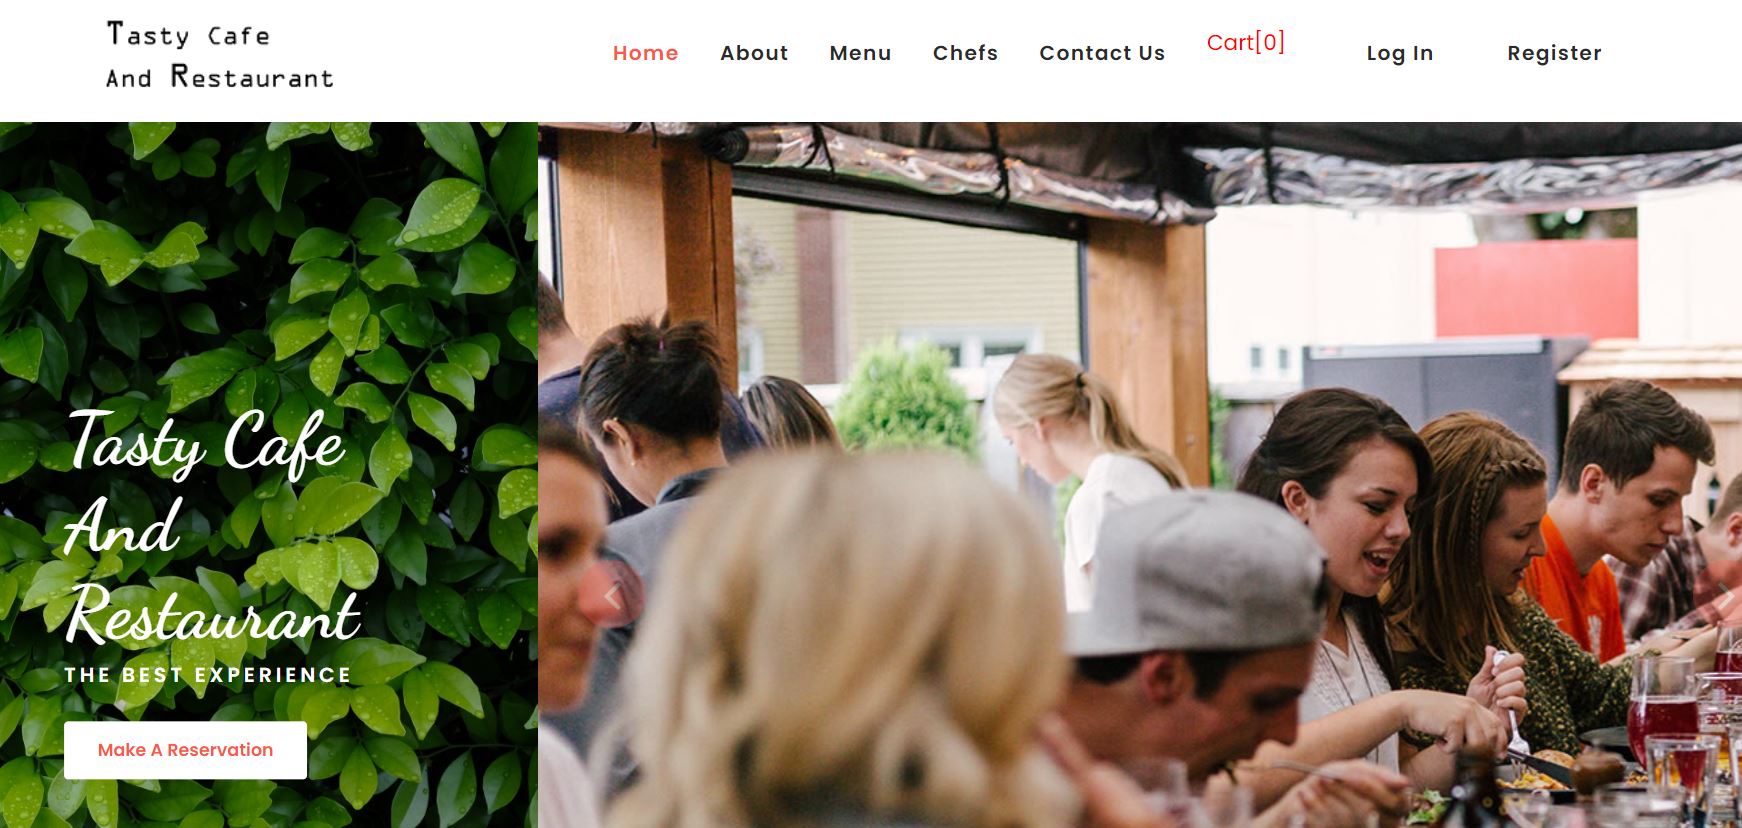 Tasty Cafe
And Restaurant
Home About Menu Chefs Contact Us Cart[0] Log In Register
Tasty Cafe
And
Restaurant
THE BEST EXPERIENCE
Make A Reservation